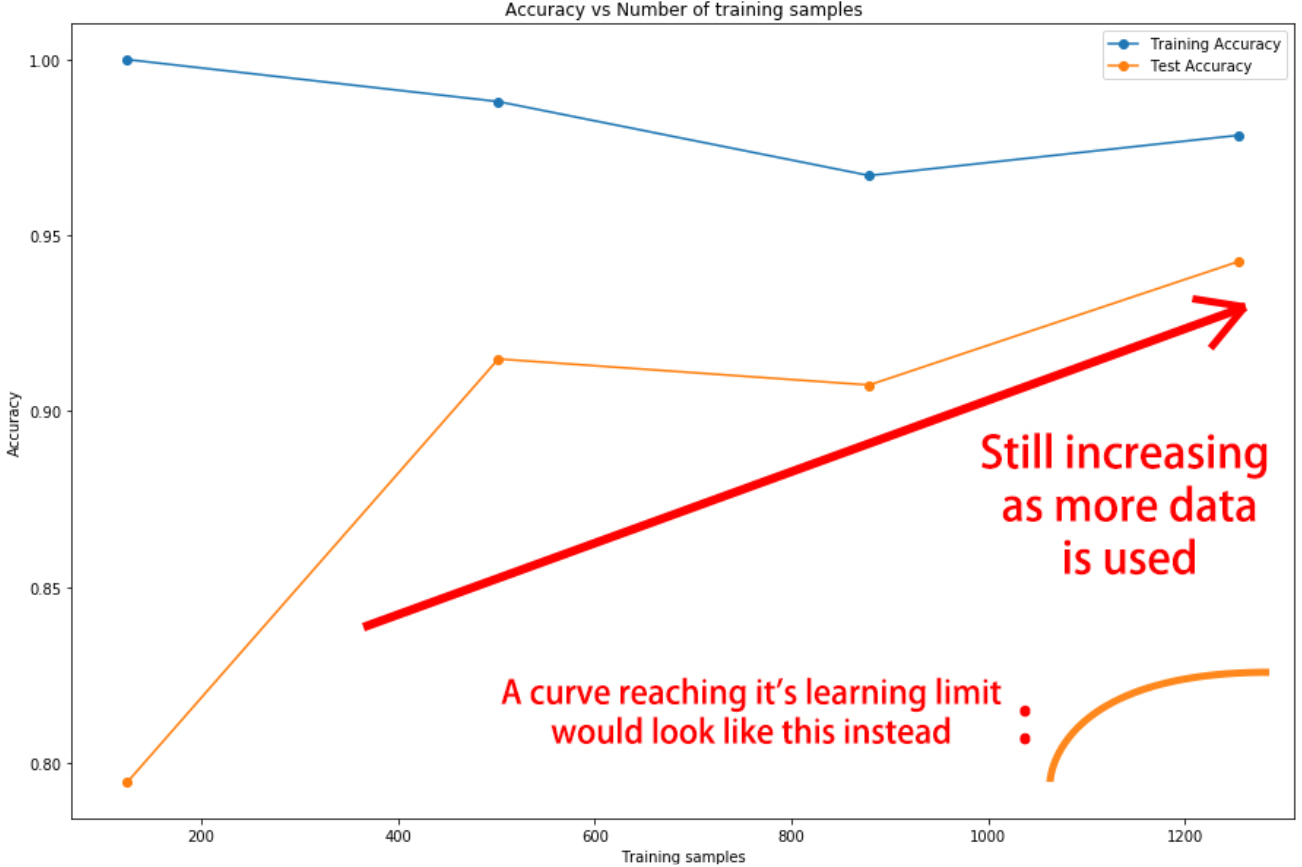 Accuracy vs Number of training samples
Training Accuracy
Test Accuracy
1.00
0.95
0.90
0.85
0.80
Accuracy
Still increasing
as more data
is used
A curve reaching it’s learning limit
would look like this instead :
200 400 600 800 1000 1200
Training samples